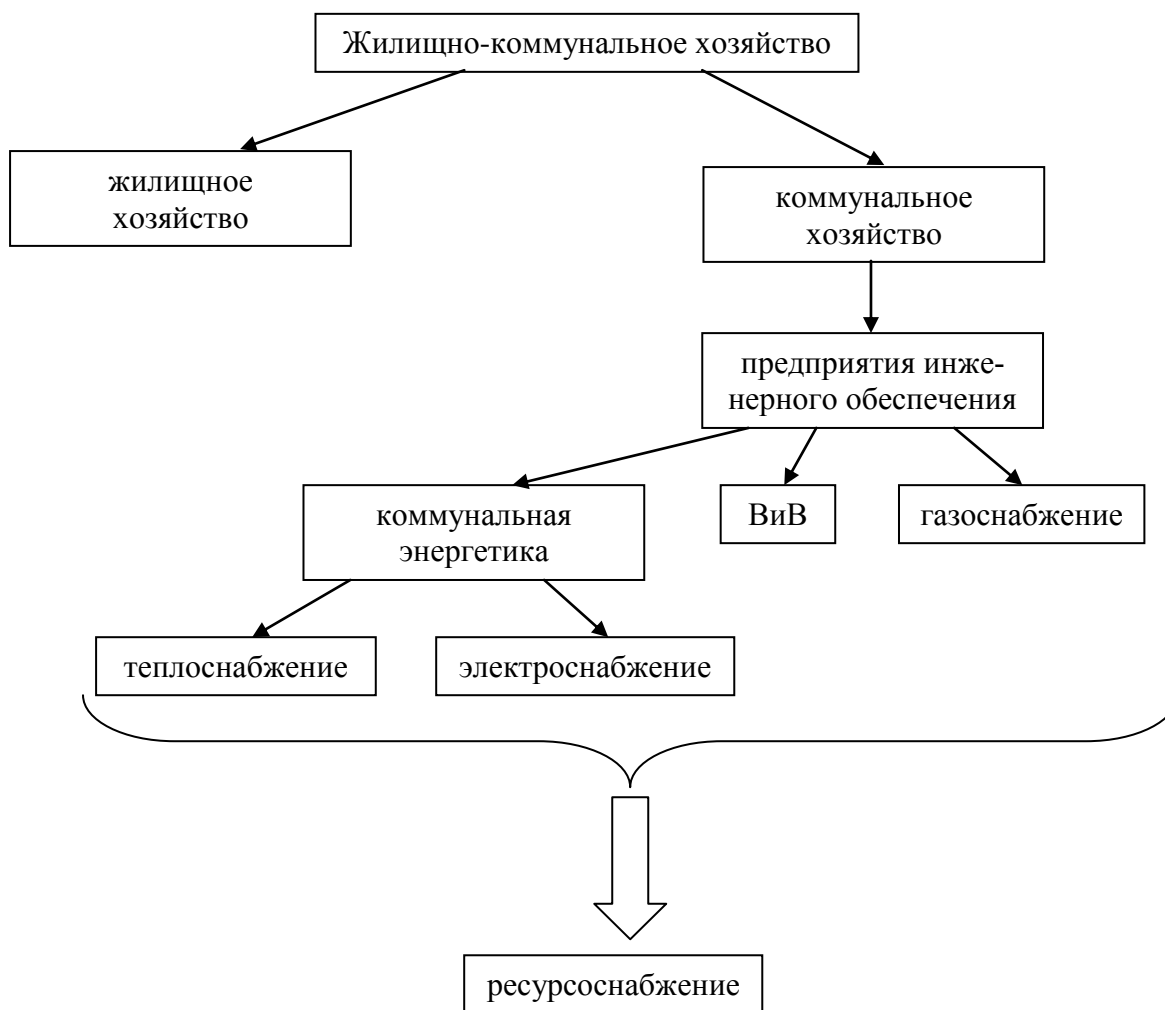 Жилищно-коммунальное хозяйство
жилищное
хозяйство
коммунальное
хозяйство
предприятия инже-
нерного обеспечения
коммунальная
энергетика
ВиВ
газоснабжение
теплоснабжение
электроснабжение
ресурсоснабжение